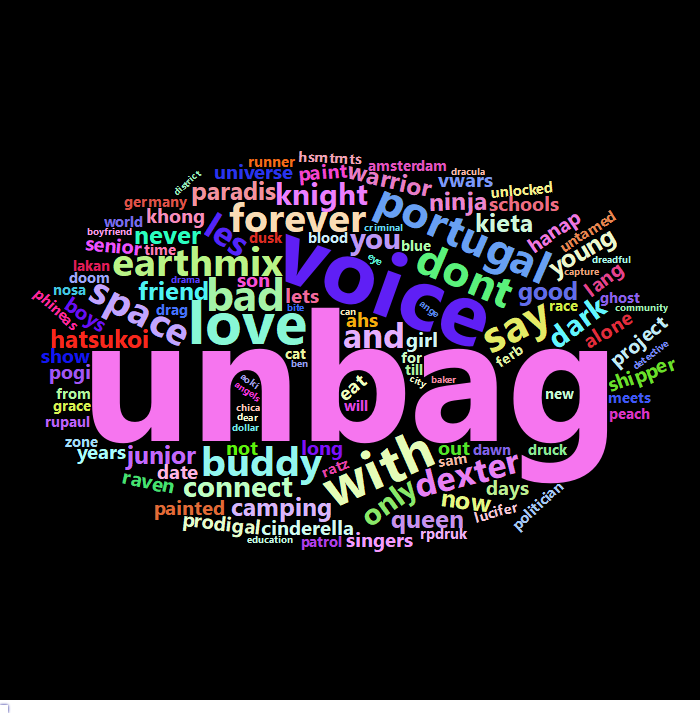 hsmtmts
runner
amsterdam
dracula
district
universe
paint
warrior
vwars
unlocked
paradis
knight
ninja
schools
germany
khong
forever
portugal
kieta
hanap
untamed
world
les
you
criminal
boyfriend
never
dusk
blood
blue
voice
dont
young
dreadful
senior
time
earthmix
eye
capture
lang
lakan
doom
drama
son
bad
good
ghost
nosa
phineas
boys
space
friend
lets
bite
race
community
drag
love
can
ange
say
dark
alone
hatsukoi
ahs
and
girl
project
show
cat
for
ferb
detective
pogi
ben
till
shipper
from
aoki
angels
eat
city
baker
unbag
new
meets
grace
chica
will
peach
rupaul
dear
dollar
zone
years
junior
not
long
with
out
dawn
druck
buddy
ratz
sam
date
dexter
raven
connect
only
now
days
painted
camping
lucifer
politician
prodigal
cinderella
queen
rpdruk
education
patrol
singers